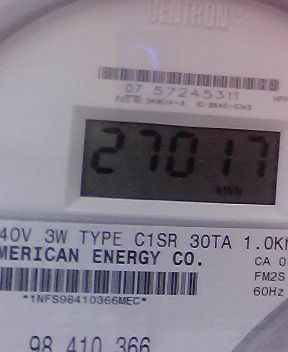 CENTRON®
07 57245311
27017
kWh
40V 3W TYPE C1SR 30TA 1.0K
MERICAN ENERGY CO.
CA 0
FM2S
60Hz
*1NFS98410366MEC*
98 410 366